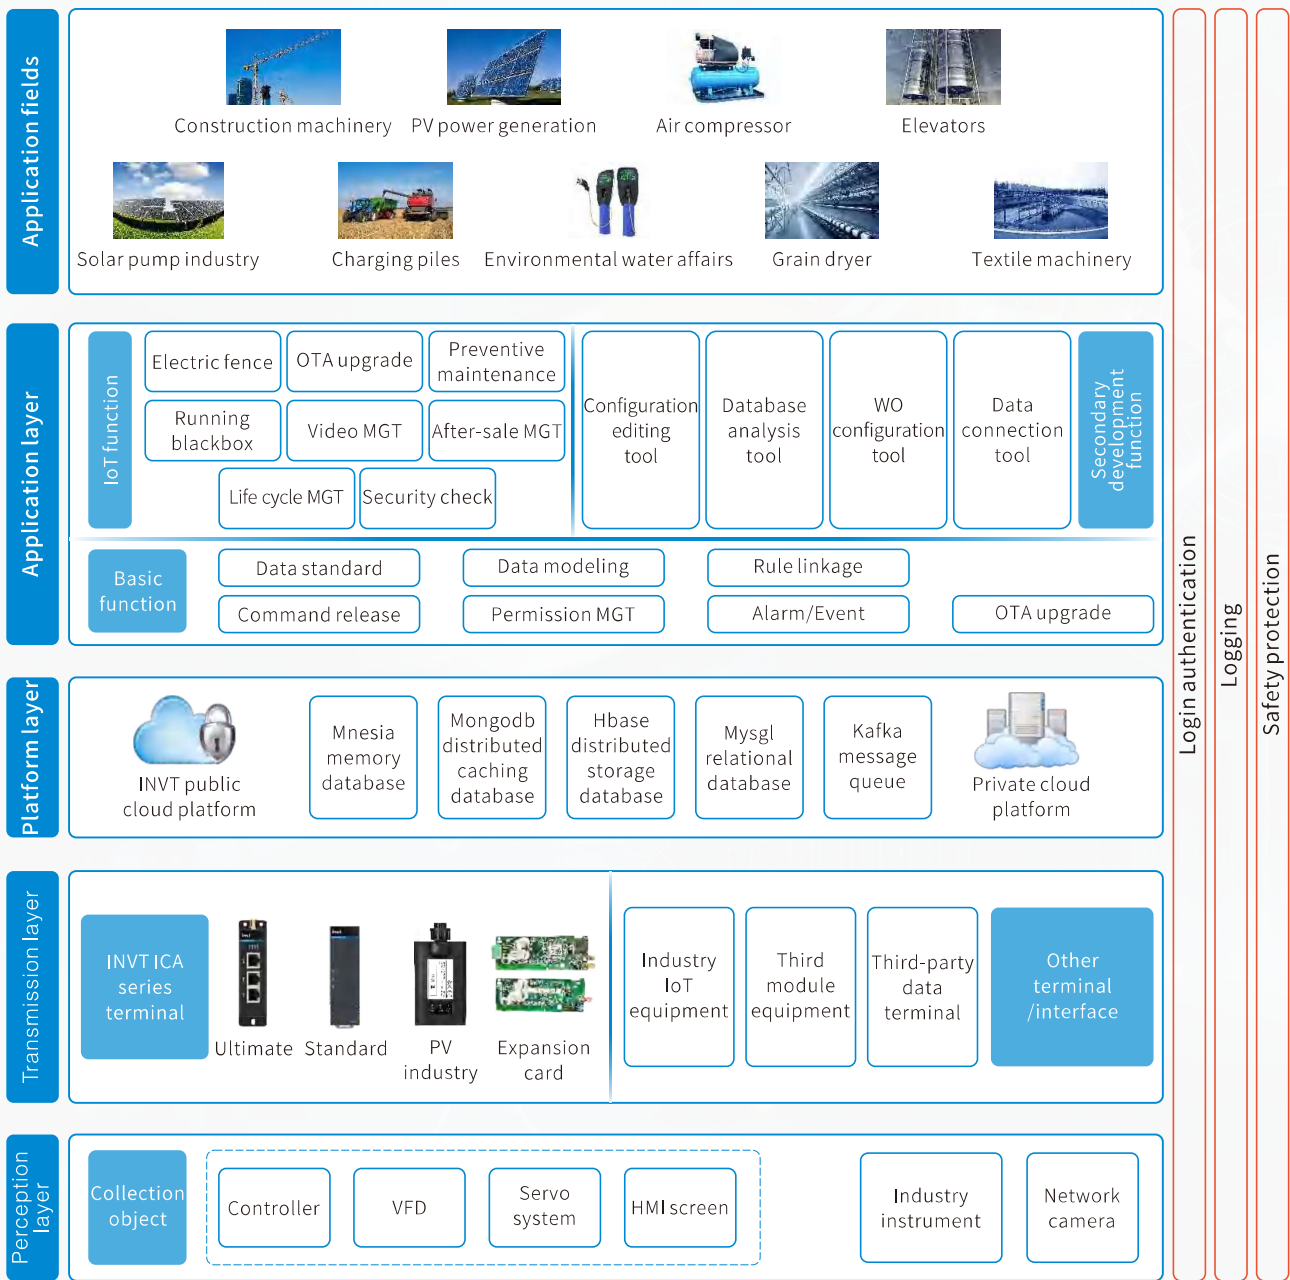 Application fields
Construction machinery
PV power generation
Air compressor
Elevators
Solar pump industry
Charging piles
Environmental water affairs
Grain dryer
Textile machinery
Application layer
IoT function
Electric fence
OTA upgrade
Preventive
maintenance
Running
blackbox
Video MGT
After-sale MGT
Life cycle MGT
Security check
Configuration
editing
tool
Database
analysis
tool
WO
configuration
tool
Data
connection
tool
Secondary
development
function
Basic
function
Data standard
Data modeling
Rule linkage
Command release
Permission MGT
Alarm/Event
OTA upgrade
Platform layer
INVT public
cloud platform
Mnesia
memory
database
Mongodb
distributed
caching
database
Hbase
distributed
storage
database
Mysgl
relational
database
Kafka
message
queue
Private cloud
platform
Transmission layer
INVT ICA
series
terminal
Ultimate
Standard
PV
industry
Expansion
card
Industry
IoT
equipment
Third
module
equipment
Third-party
data
terminal
Other
terminal
/interface
Perception
layer
Collection
object
Controller
VFD
Servo
system
HMI screen
Industry
instrument
Network
camera
Login authentication
Logging
Safety protection